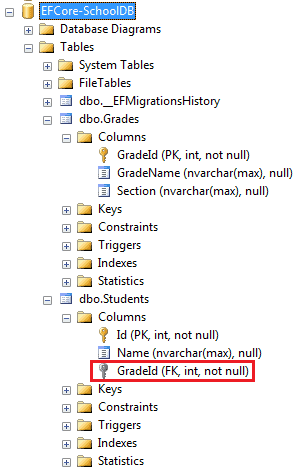 EFCore-SchoolDB
Database Diagrams
Tables
System Tables
FileTables
dbo.__EFMigrationsHistory
dbo.Grades
Columns
GradeId (PK, int, not null)
GradeName (nvarchar(max), null)
Section (nvarchar(max), null)
Keys
Constraints
Triggers
Indexes
Statistics
dbo.Students
Columns
Id (PK, int, not null)
Name (nvarchar(max), null)
GradeId (FK, int, not null)
Keys
Constraints
Triggers
Indexes
Statistics